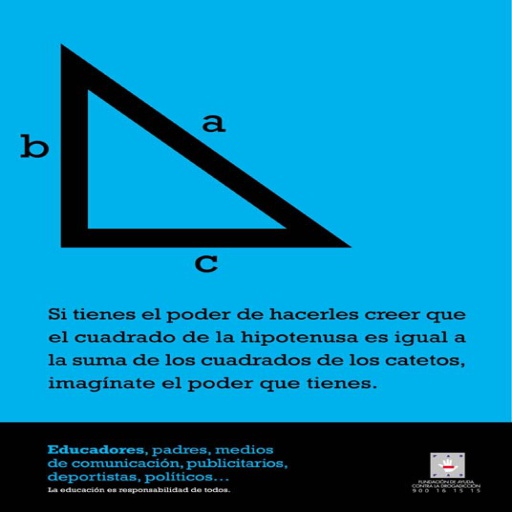 a
b
c
Si tienes el poder de hacerles creer que
el cuadrado de la hipotenusa es igual a
la suma de los cuadrados de los catetos,
imagínate el poder que tienes.
Educadores, padres, medios
de comunicación, publicitarios,
deportistas, políticos...
La educación es responsabilidad de todos.
FUNDACIÓN DE AYUDA
CONTRA LA DROGADICCIÓN
900 16 15 15